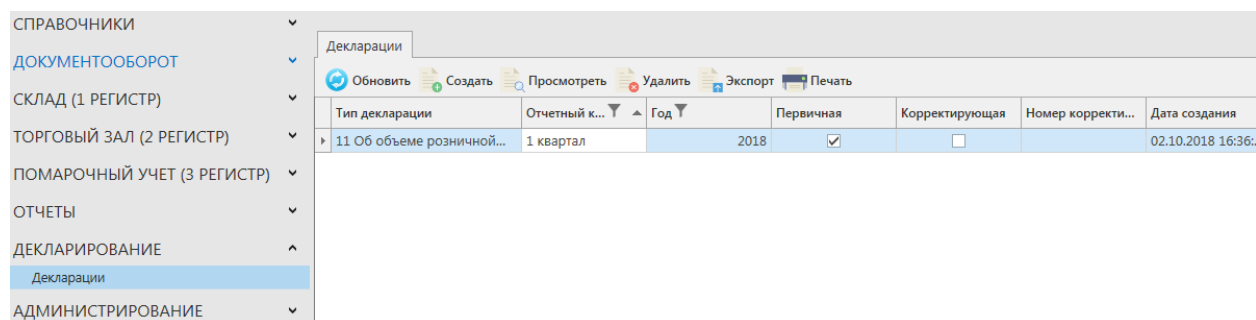 СПРАВОЧНИКИ
ДОКУМЕНТООБОРОТ
СКЛАД (1 РЕГИСТР)
ТОРГОВЫЙ ЗАЛ (2 РЕГИСТР)
ПОМАРОЧНЫЙ УЧЕТ (3 РЕГИСТР)
ОТЧЕТЫ
ДЕКЛАРИРОВАНИЕ
Декларации
АДМИНИСТРИРОВАНИЕ
Декларации
Обновить Создать Просмотреть Удалить Экспорт Печать
Тип декларации Отчетный к... Год Первичная Корректирующая Номер корректи... Дата создания
11 Об объеме розничной... 1 квартал 2018 02.10.2018 16:36:..